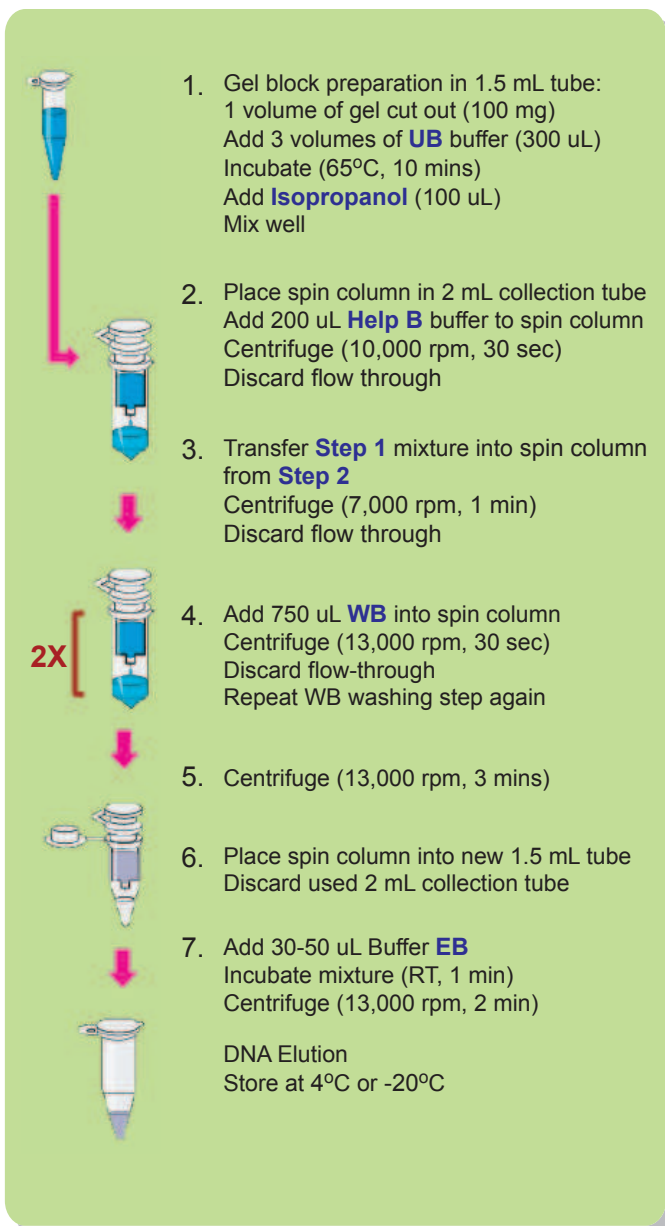 1. Gel block preparation in 1.5 mL tube:
1 volume of gel cut out (100 mg)
Add 3 volumes of UB buffer (300 uL)
Incubate (65ºC, 10 mins)
Add Isopropanol (100 uL)
Mix well
2. Place spin column in 2 mL collection tube
Add 200 uL Help B buffer to spin column
Centrifuge (10,000 rpm, 30 sec)
Discard flow through
3. Transfer Step 1 mixture into spin column
from Step 2
Centrifuge (7,000 rpm, 1 min)
Discard flow through
2X
4. Add 750 uL WB into spin column
Centrifuge (13,000 rpm, 30 sec)
Discard flow-through
Repeat WB washing step again
5. Centrifuge (13,000 rpm, 3 mins)
6. Place spin column into new 1.5 mL tube
Discard used 2 mL collection tube
7. Add 30-50 uL Buffer EB
Incubate mixture (RT, 1 min)
Centrifuge (13,000 rpm, 2 min)
DNA Elution
Store at 4ºC or -20ºC